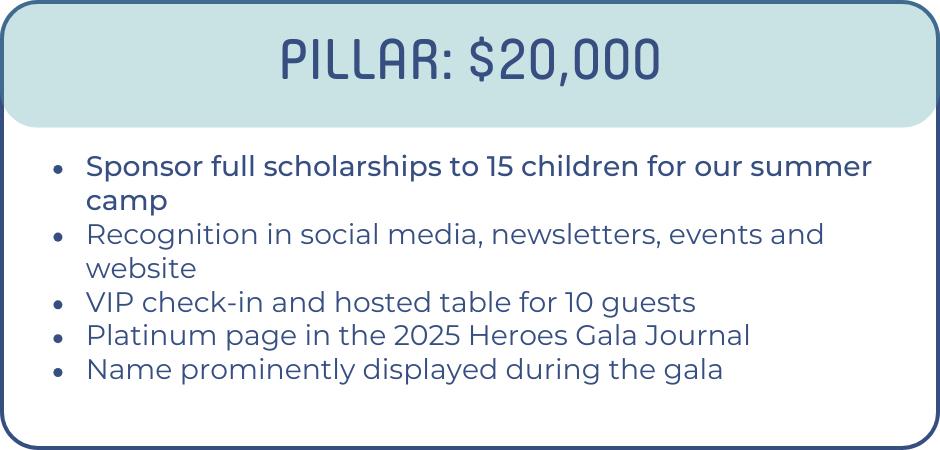 PILLAR: $20,000
• Sponsor full scholarships to 15 children for our summer
camp
• Recognition in social media, newsletters, events and
website
• VIP check-in and hosted table for 10 guests
• Platinum page in the 2025 Heroes Gala Journal
• Name prominently displayed during the gala